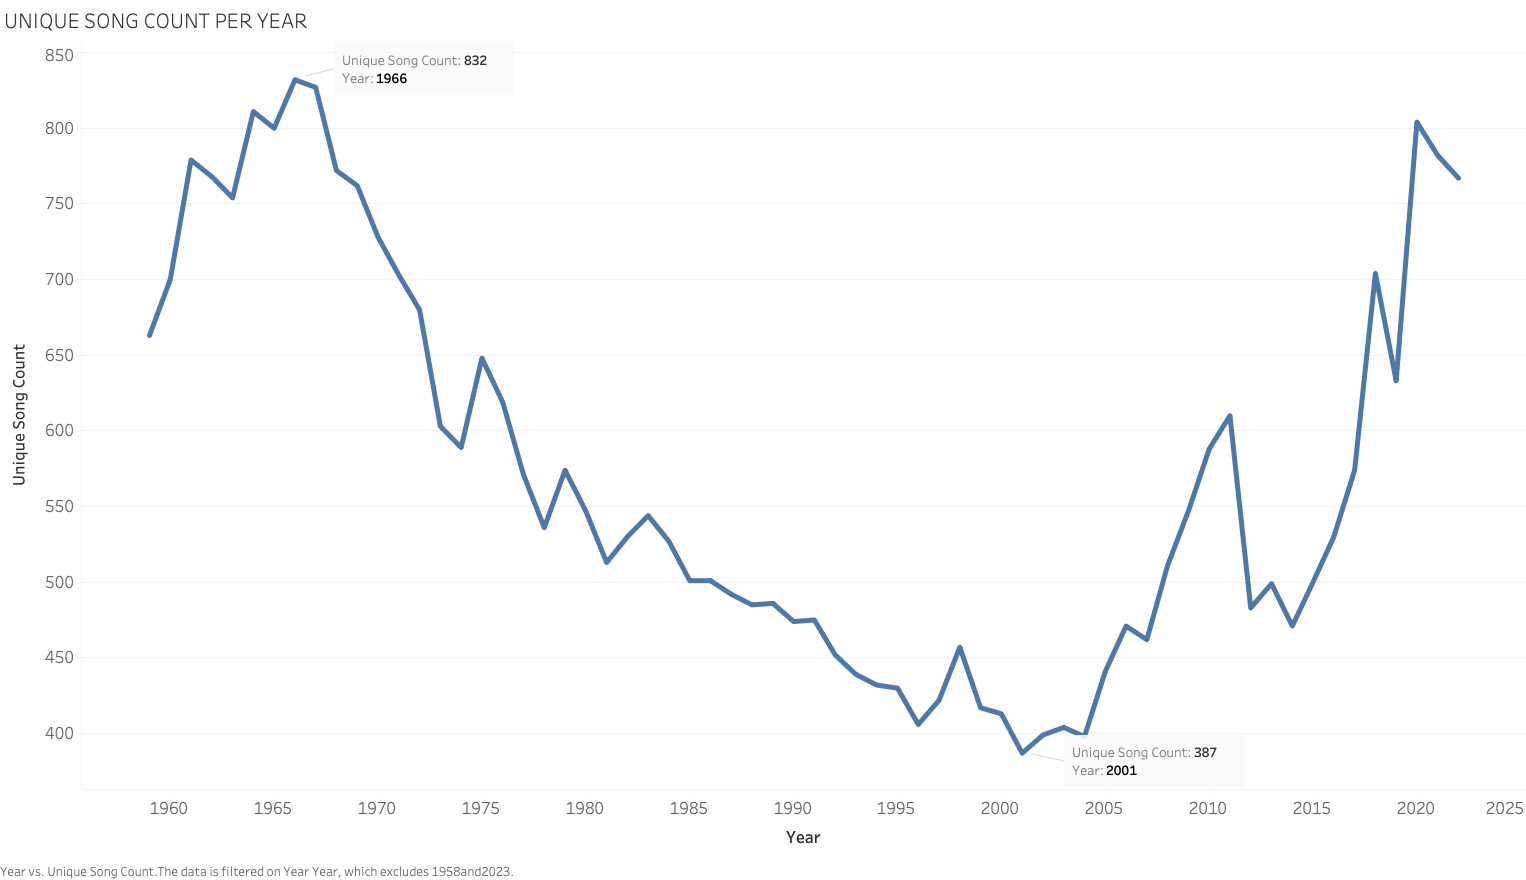 UNIQUE SONG COUNT PER YEAR
850
Unique Song Count: 832
Year: 1966
800
750
700
650
600
550
500
450
400
Unique Song Count
Unique Song Count: 387
Year: 2001
1960 1965 1970 1975 1980 1985 1990 1995 2000 2005 2010 2015 2020 2025
Year
Year vs. Unique Song Count.The data is filtered on Year Year, which excludes 1958and2023.